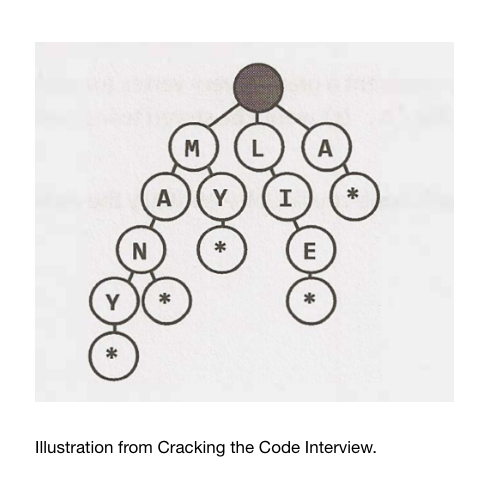 M L A
A Y I *
N * E
Y * *
*
Illustration from Cracking the Code Interview.